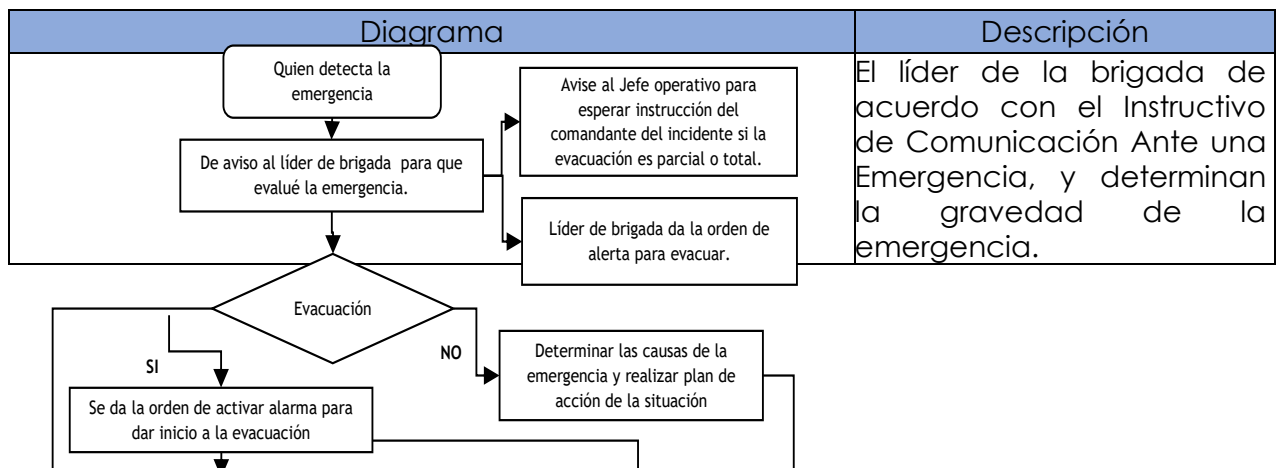 Diagrama
Descripción
Quien detecta la
emergencia
De aviso al líder de brigada para que
evalué la emergencia.
Avise al Jefe operativo para
esperar instrucción del
comandante del incidente si la
evacuación es parcial o total.
Líder de brigada da la orden de
alerta para evacuar.
El líder de la brigada de
acuerdo con el Instructivo
de Comunicación Ante una
Emergencia, y determinan
la gravedad de la
emergencia.
Evacuación
SI
NO
Determinar las causas de la
emergencia y realizar plan de
acción de la situación
Se da la orden de activar alarma para
dar inicio a la evacuación